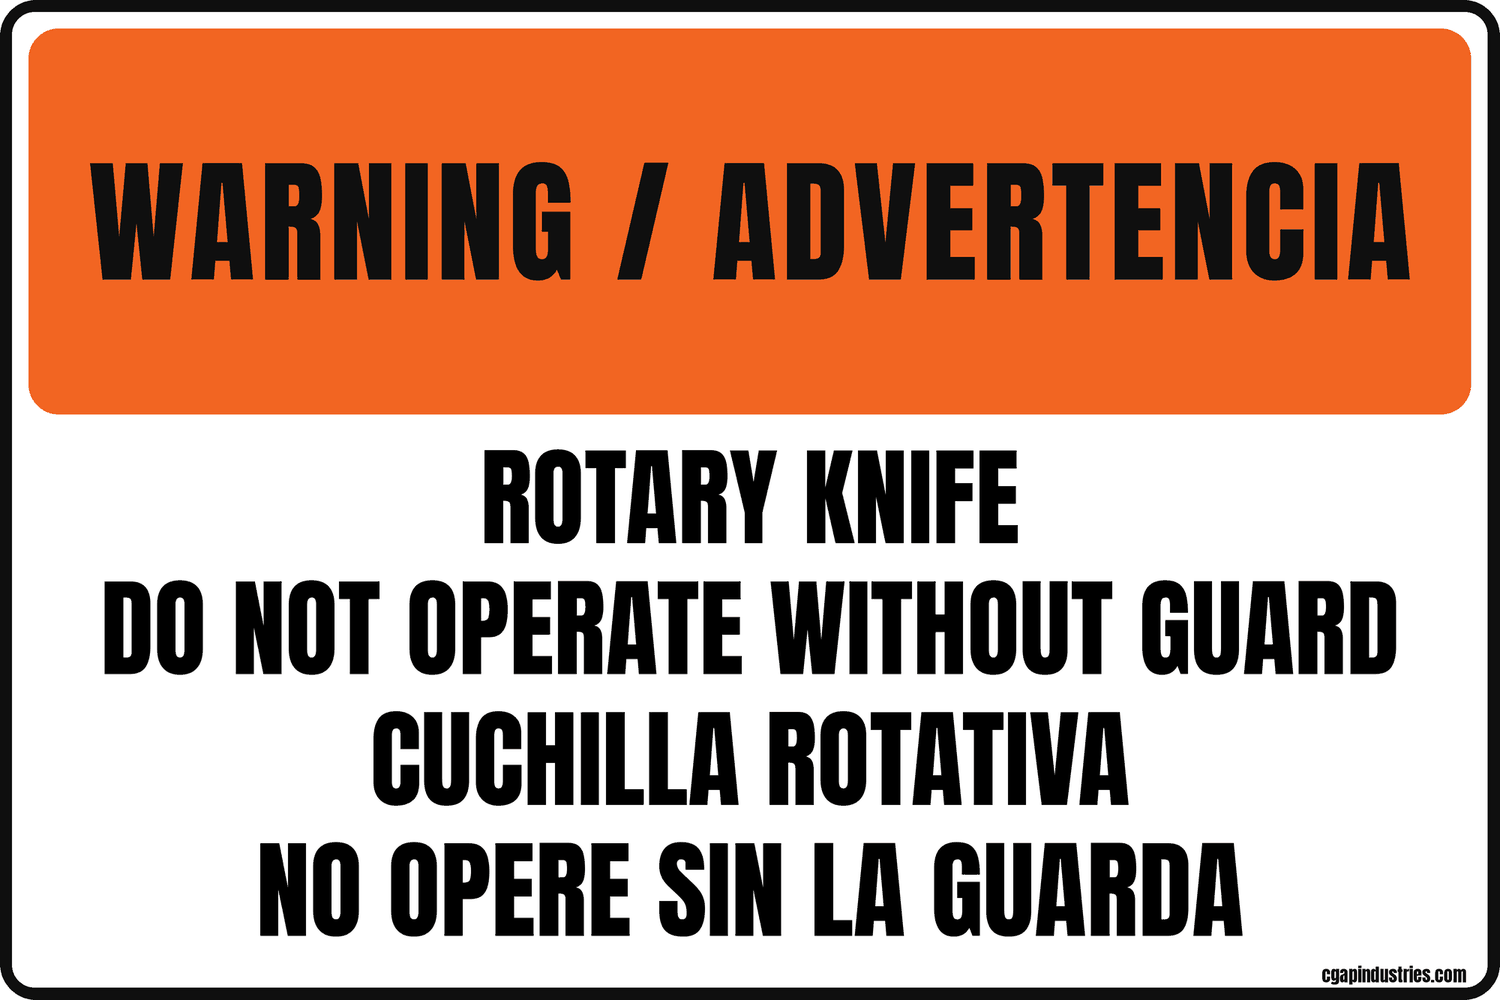 WARNING / ADVERTENCIA
ROTARY KNIFE
DO NOT OPERATE WITHOUT GUARD
CUCHILLA ROTATIVA
NO OPERE SIN LA GUARDA
cgapindustries.com